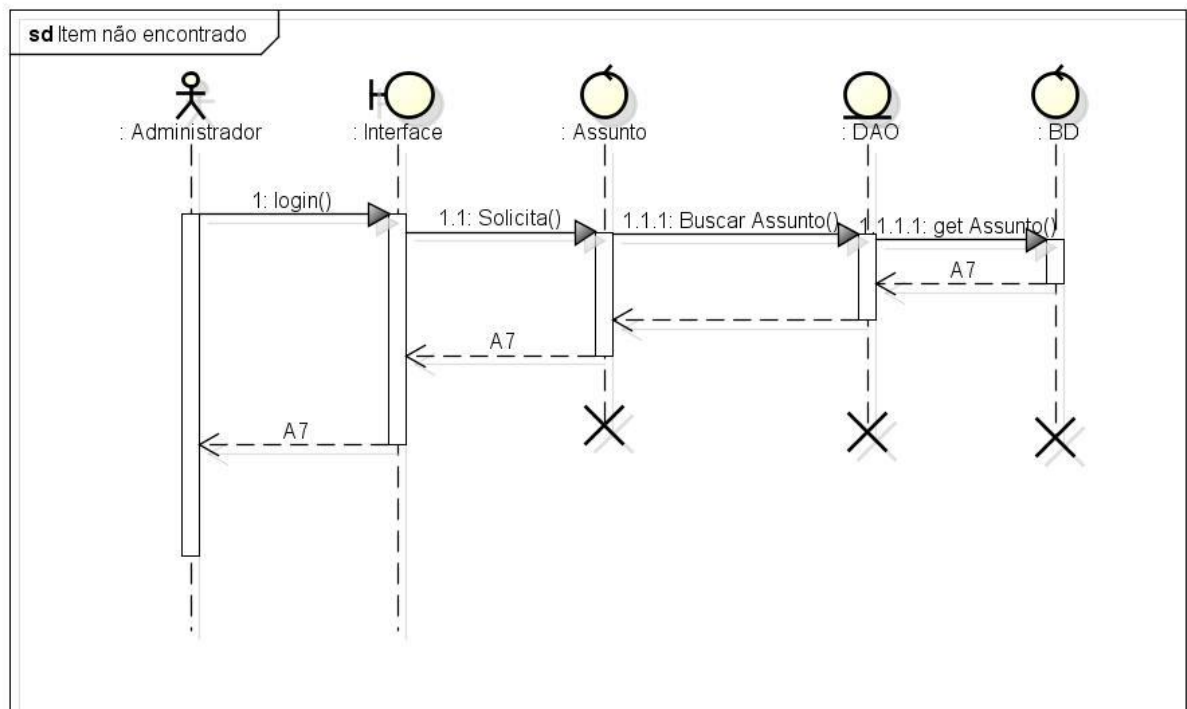 sd Item não encontrado
: Administrador
: Interface
: Assunto
: DAO
: BD
1: login()
1.1: Solicita()
1.1.1: Buscar Assunto()
1.1.1.1: get Assunto()
A7
A7
A7